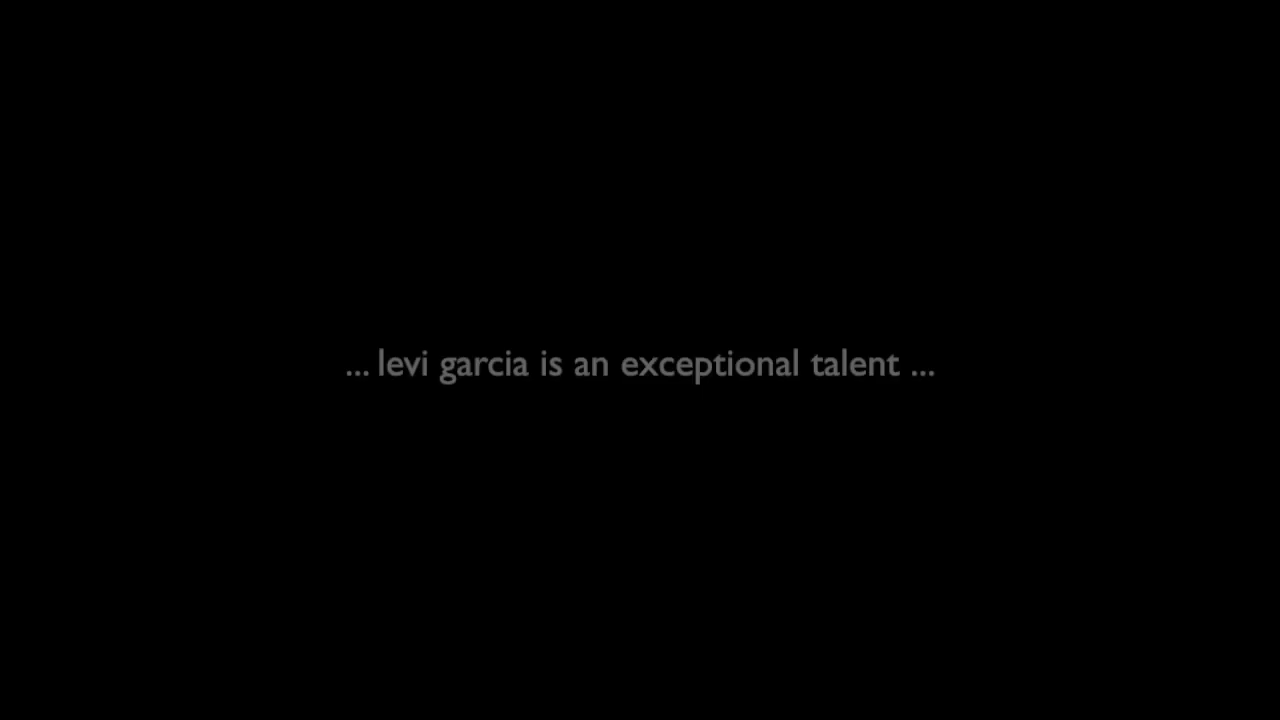 ... levi garcia is an exceptional talent ...